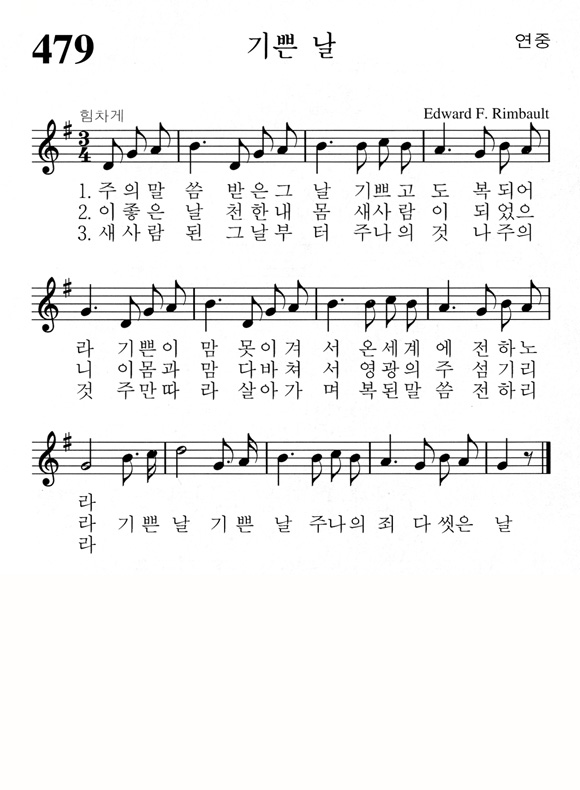 479
기쁜 날
연중
힘차게
Edward F. Rimbault
1. 주의말 씀 받은그 날 기쁘고 도 복되어
2. 이좋은 날 천한내 몸 새사람 이 되었으
3. 새사람 된 그날부 터 주나의 것 나주의
라 기쁜이 맘 못이겨 서 온세계 에 전하노
니 이몸과 맘 다바쳐 서 영광의 주 섬기리
것 주만따 라 살아가 며 복된말 씀 전하리
라
라 기쁜 날 기쁜 날 주나의 죄 다씻은 날
라